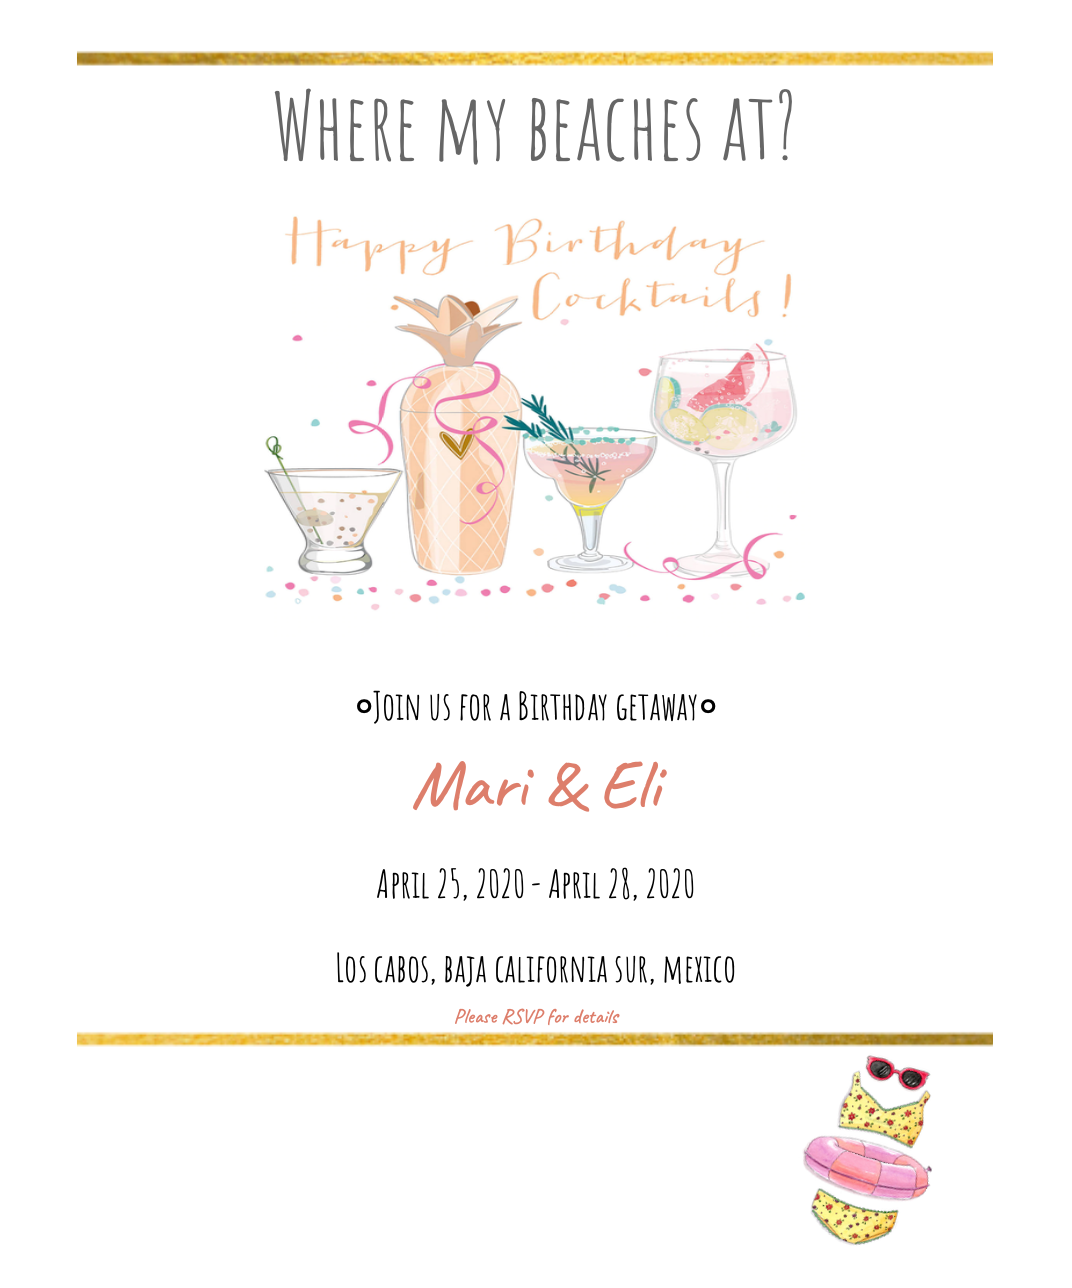 Where my beaches at?
Happy Birthday
Cocktails!
Join us for a Birthday getaway
Mari & Eli
April 25, 2020 - April 28, 2020
Los cabos, baja california sur, mexico
Please RSVP for details